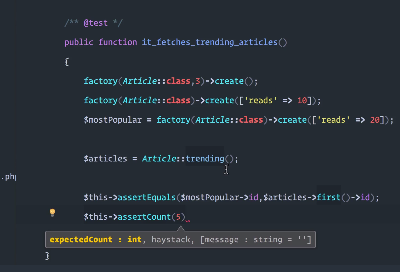 /** @test */
public function it_fetches_trending_articles()
{
factory(Article::class,3)->create();
factory(Article::class)->create(['reads' => 10]);
$mostPopular = factory(Article::class)->create(['reads' => 20]);
$articles = Article::trending();
.php
$this->assertEquals($mostPopular->id,$articles->first()->id);
$this->assertCount(5)
expectedCount : int, haystack, [message : string = '']
}